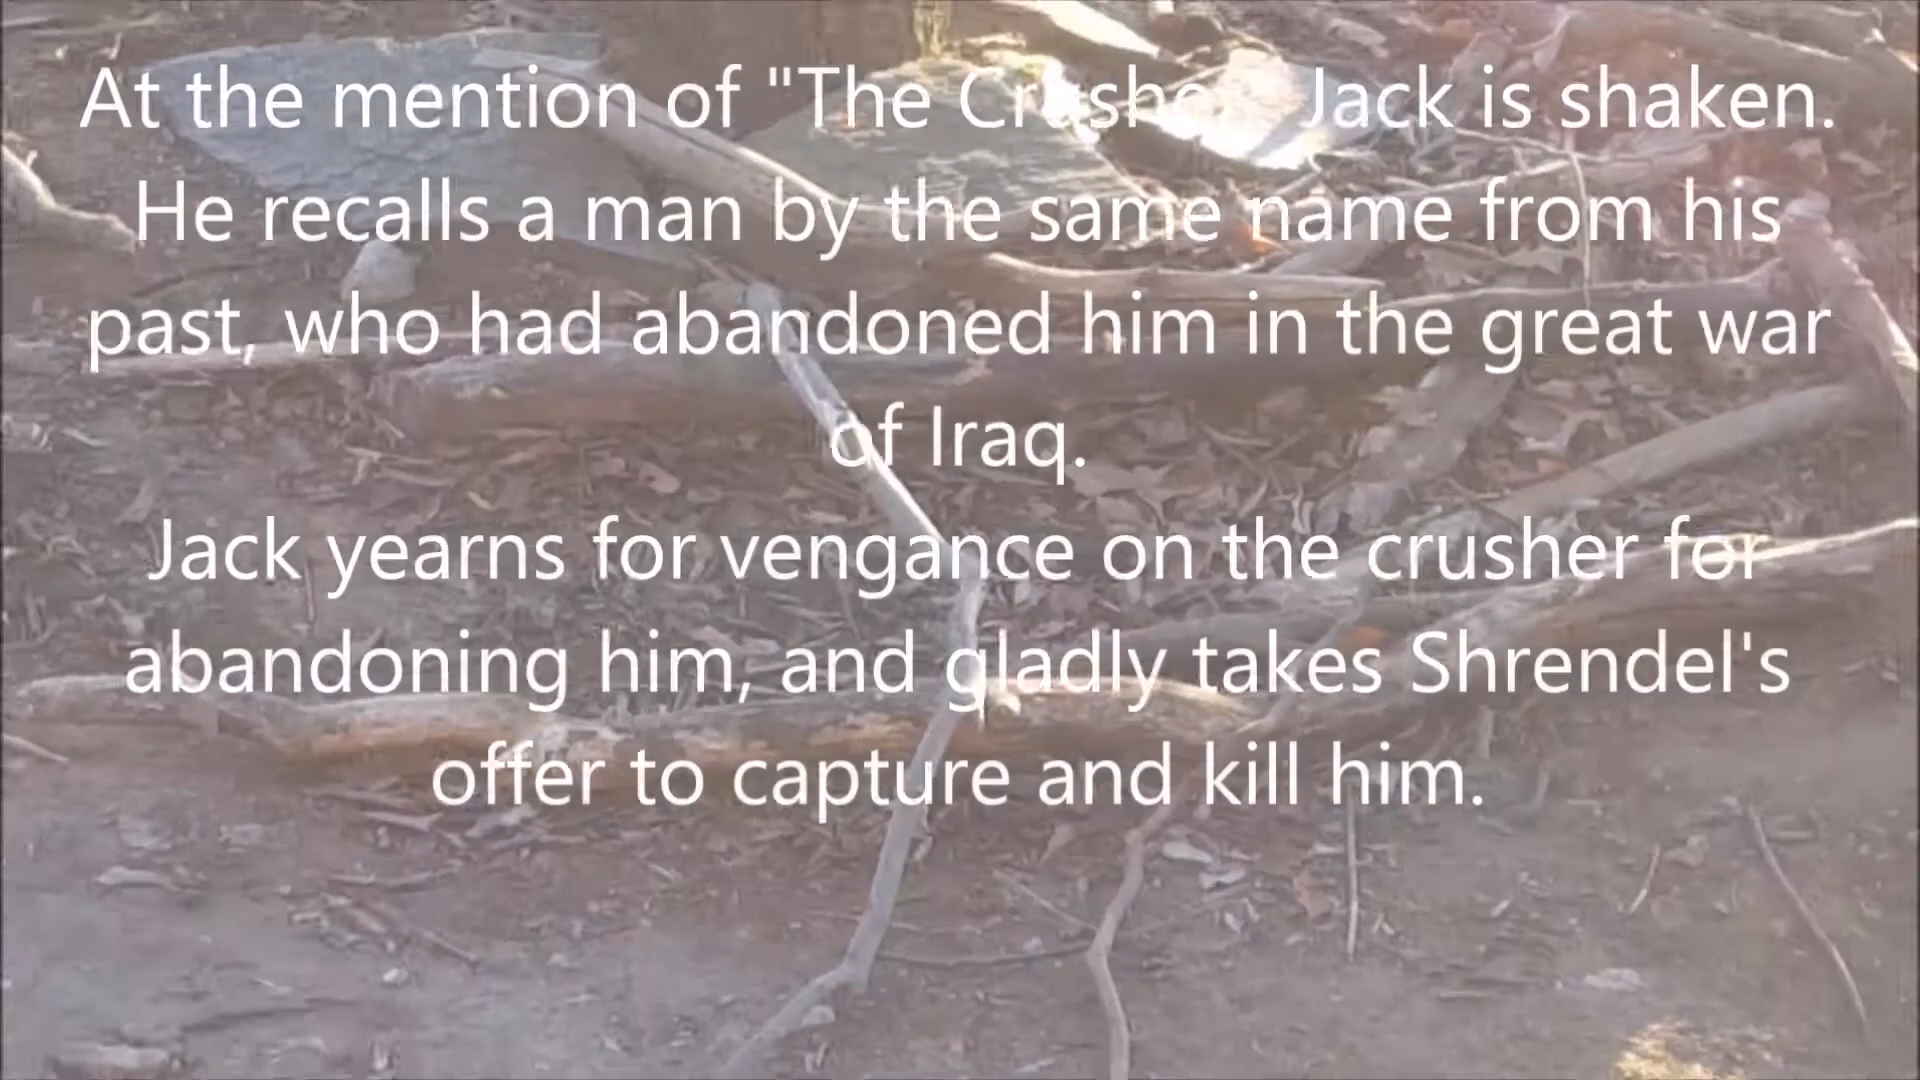 At the mention of "The Crusher" Jack is shaken.
He recalls a man by the same name from his
past, who had abandoned him in the great war
of Iraq.
Jack yearns for vengance on the crusher for
abandoning him, and gladly takes Shrendel's
offer to capture and kill him.